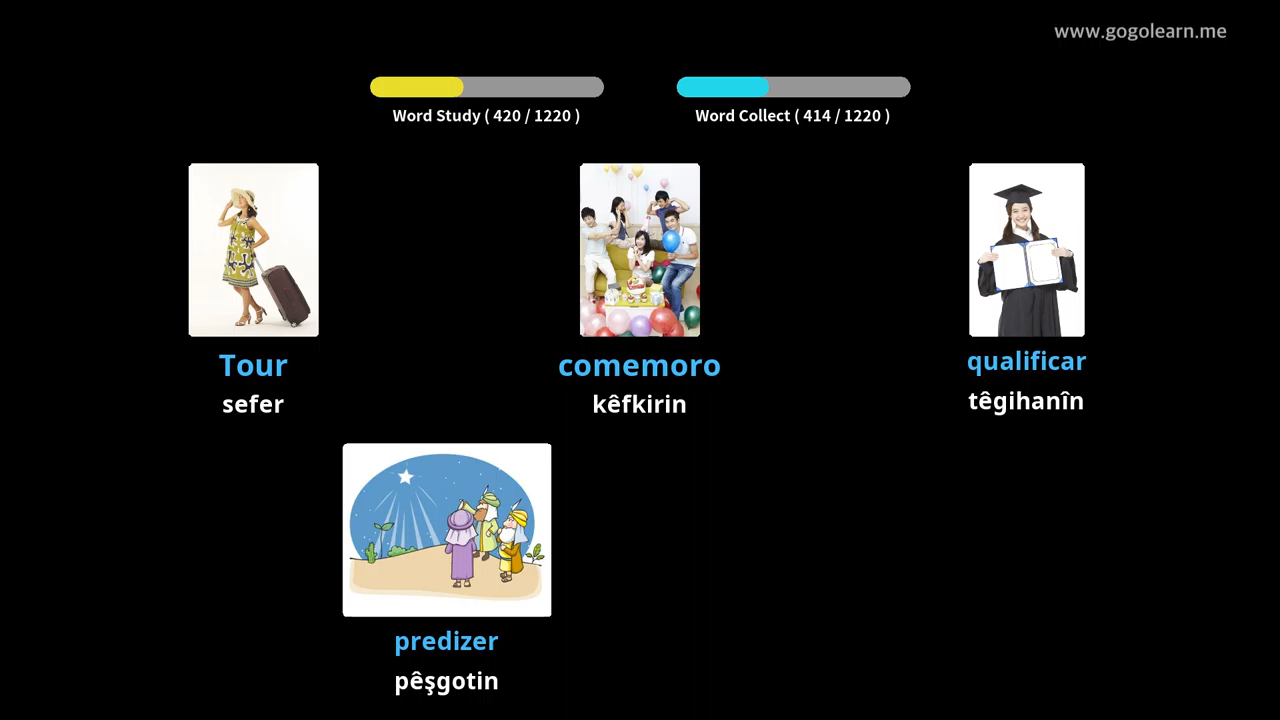 www.gogolearn.me
Word Study ( 420 / 1220 )
Word Collect ( 414 / 1220 )
Tour
sefer
comemoro
kêfkirin
qualificar
têgihanîn
predizer
pêşgotin